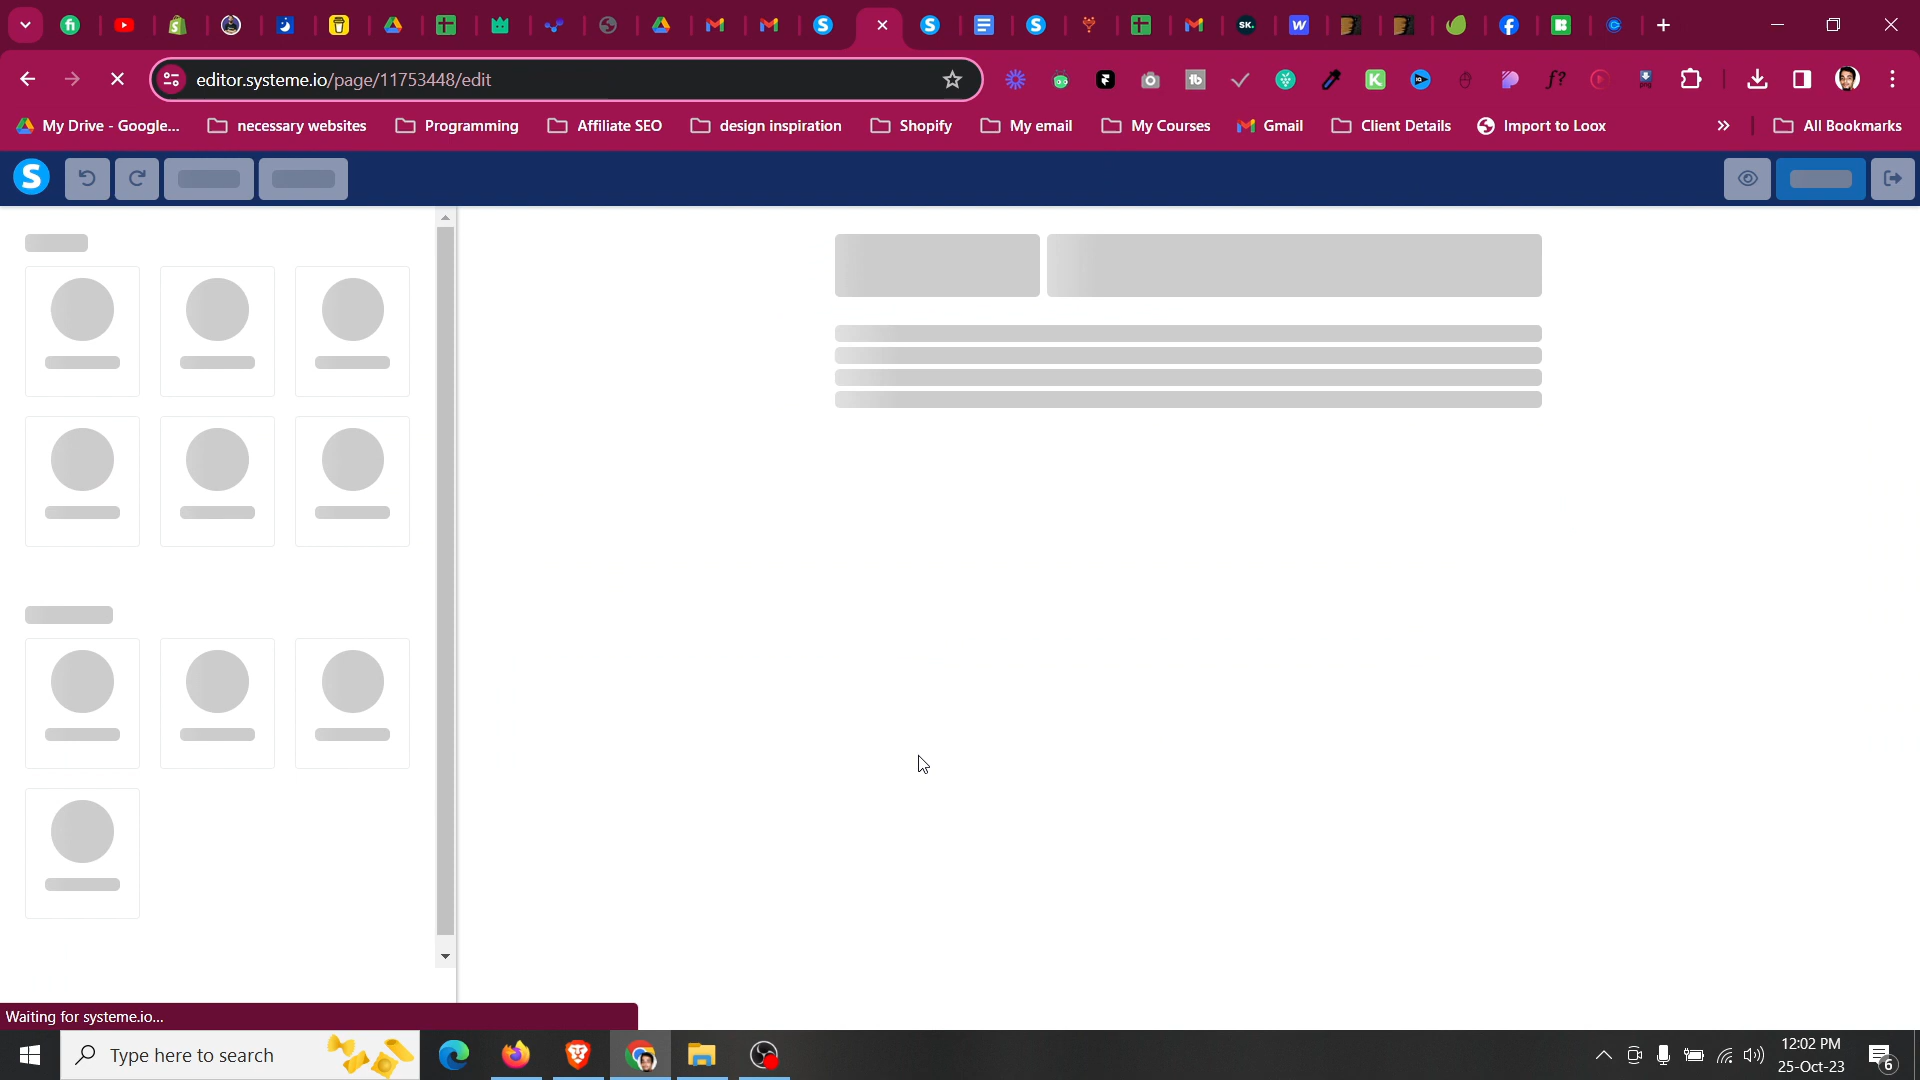 editor.systeme.io/page/11753448/edit
My Drive - Google...
necessary websites
Programming
Affiliate SEO
design inspiration
Shopify
My email
My Courses
Gmail
Client Details
Import to Loox
All Bookmarks
Waiting for systeme.io...
Type here to search
12:02 PM
25-Oct-23
6